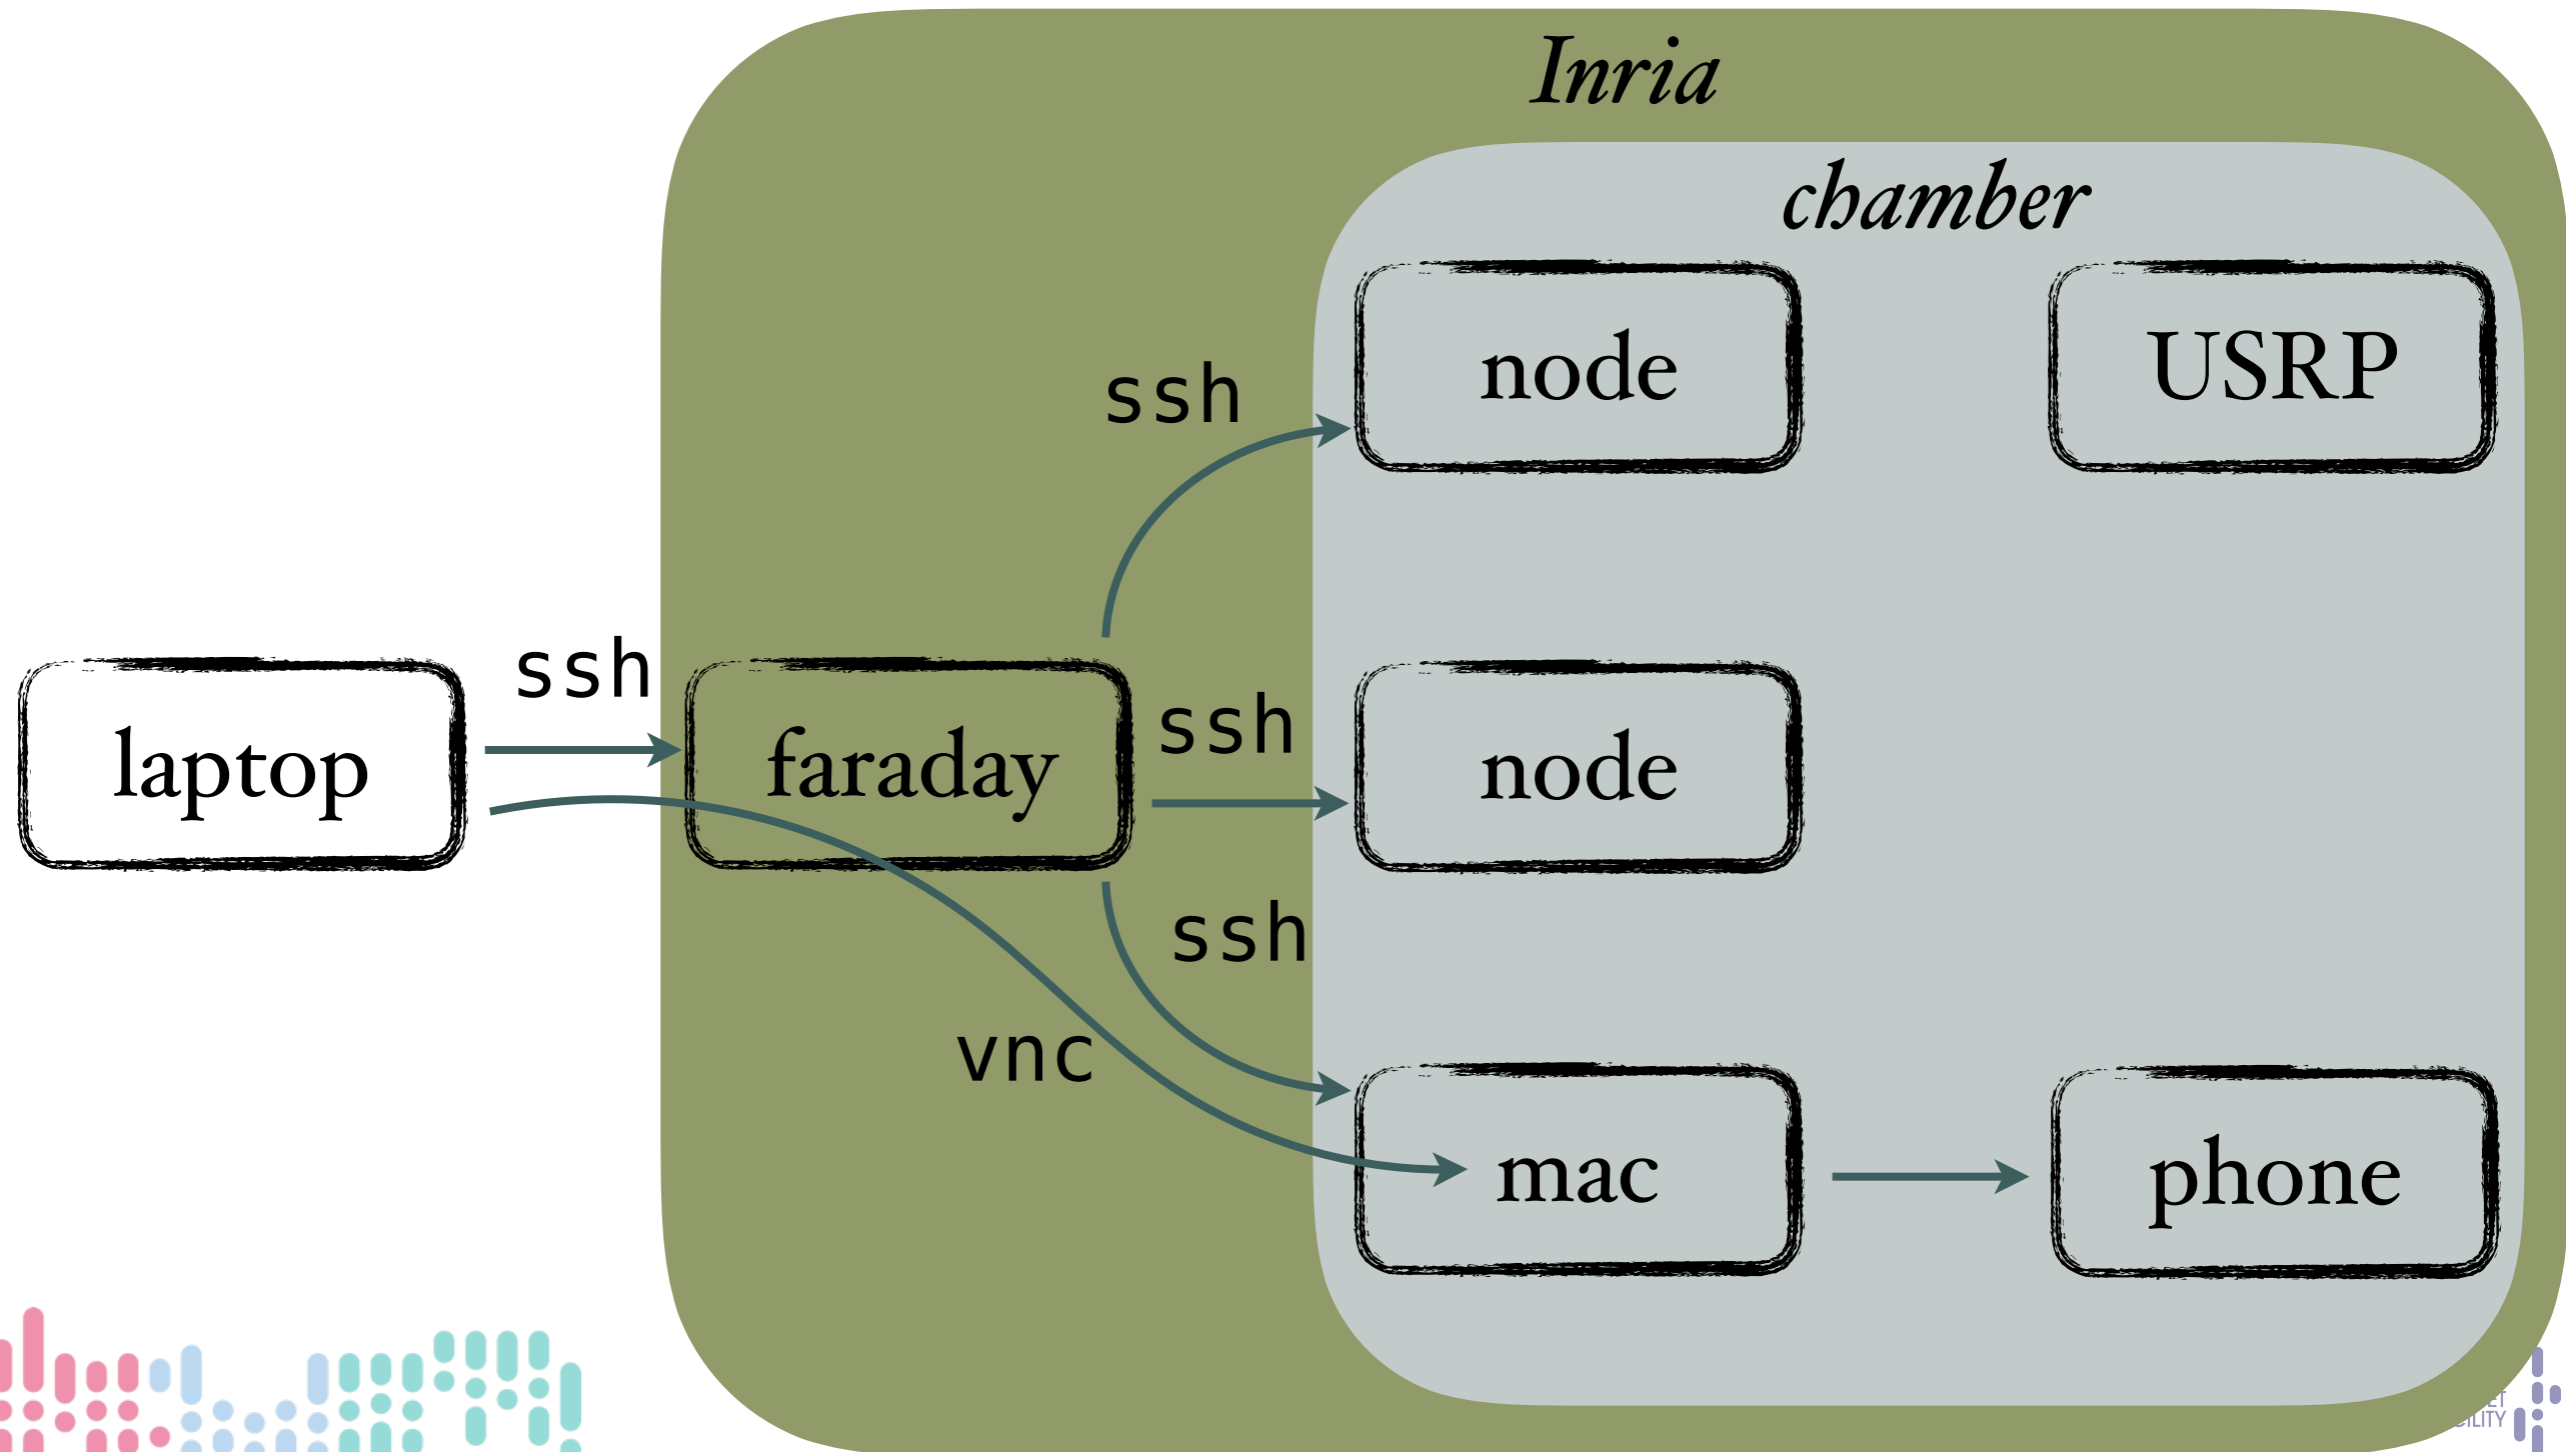 Inria
chamber
node
USRP
ssh
ssh
laptop
faraday
ssh
node
ssh
vnc
mac
phone